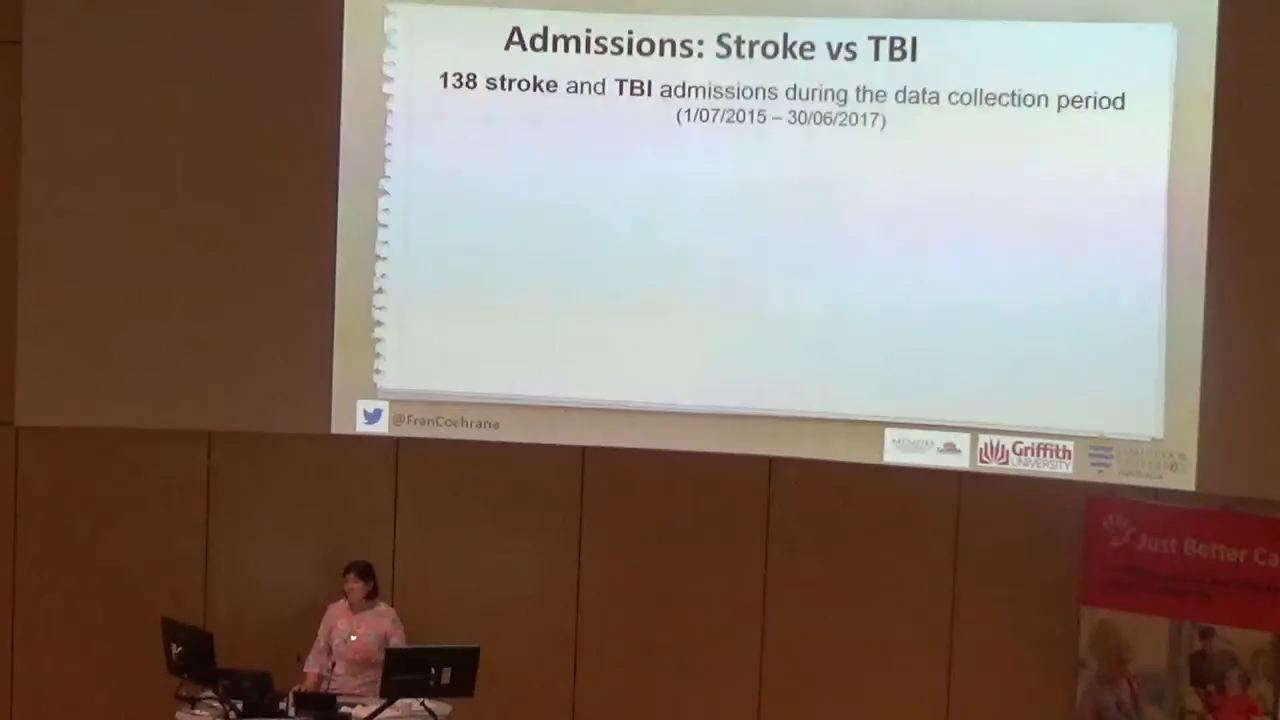 Admissions: Stroke vs TBI
138 stroke and TBI admissions during the data collection period
(1/07/2015 – 30/06/2017)
@FranCochrane
Griffith
UNIVERSITY
Just Better Ca